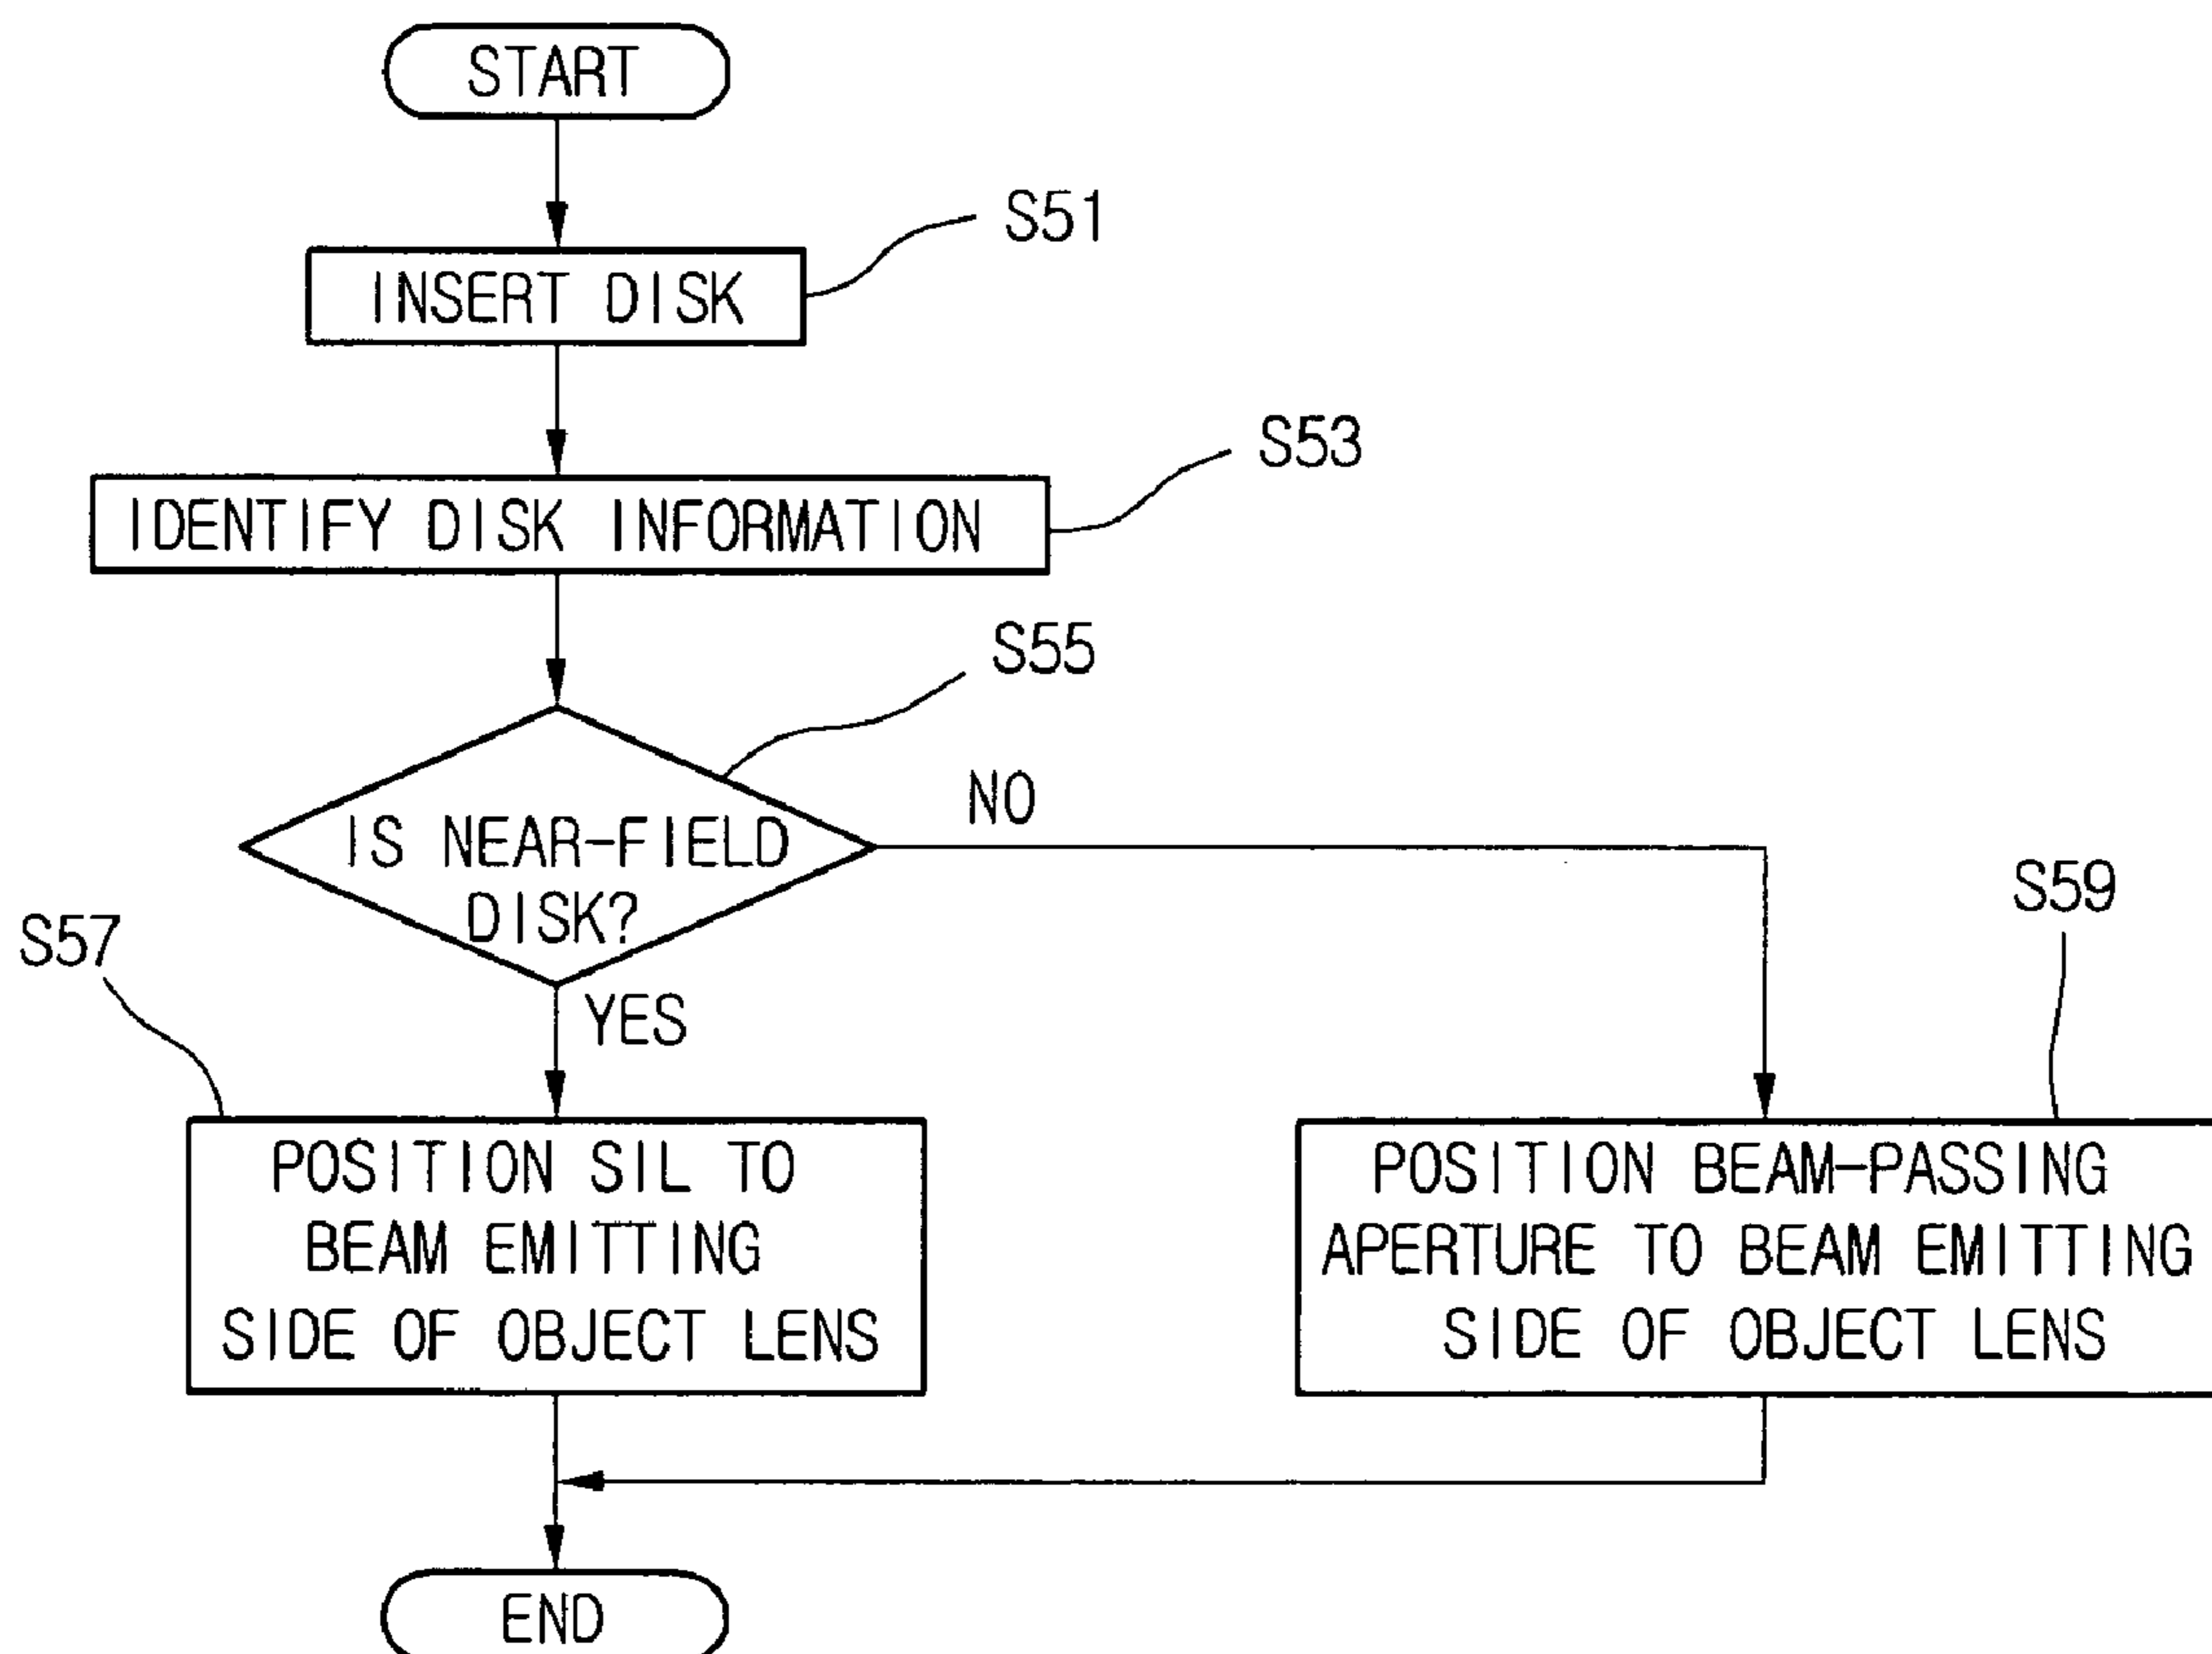 START
S51
INSERT DISK
S53
IDENTIFY DISK INFORMATION
S55
NO
IS NEAR-FIELD
DISK?
S59
S57
YES
POSITION SIL TO
BEAM EMITTING
SIDE OF OBJECT LENS
POSITION BEAM-PASSING
APERTURE TO BEAM EMITTING
SIDE OF OBJECT LENS
END